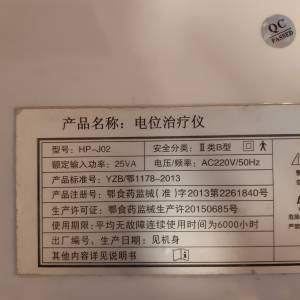 QC
PASSED
产品名称：电位治疗仪
型号：HP-J02 安全分类：Ⅱ类B型
额定输入功率：25VA 电压/频率：AC220V/50Hz
产品标准号：YZB/鄂1178-2013
产品注册号：鄂食药监械(准)字2013第2261840号
生产许可证：鄂食药监械生产许20150685号
使用期限：平均无故障连续使用时间为6000小时
出厂编号、生产日期：见机身
其他内容详见说明书